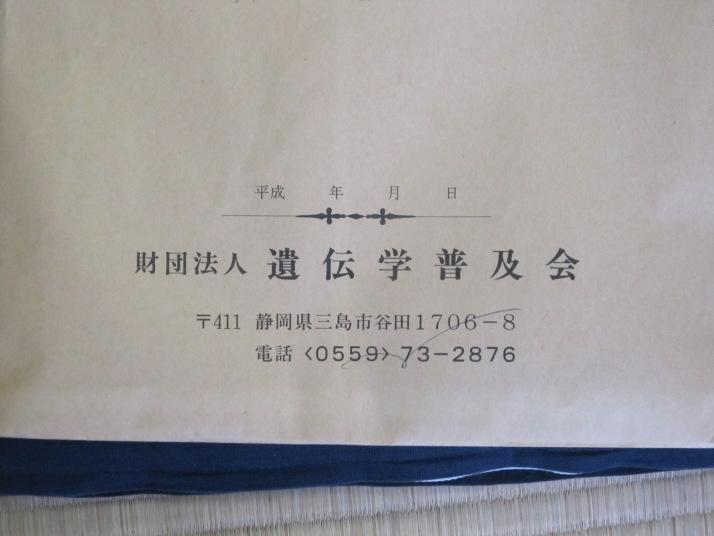 平成　　年　　月　　日
財団法人 遺伝学普及会
〒411 静岡県三島市谷田1706−8
電話〈0559〉73−2876